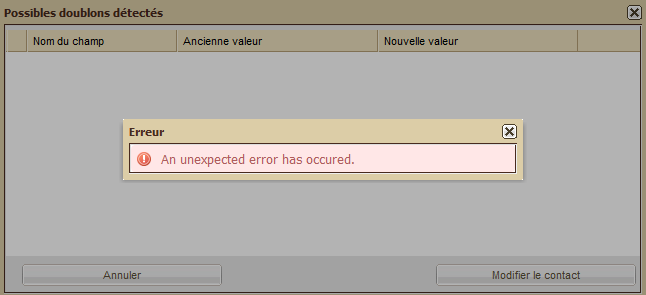 Possibles doublons détectés
Nom du champ Ancienne valeur Nouvelle valeur
Erreur
An unexpected error has occured.
Annuler Modifier le contact